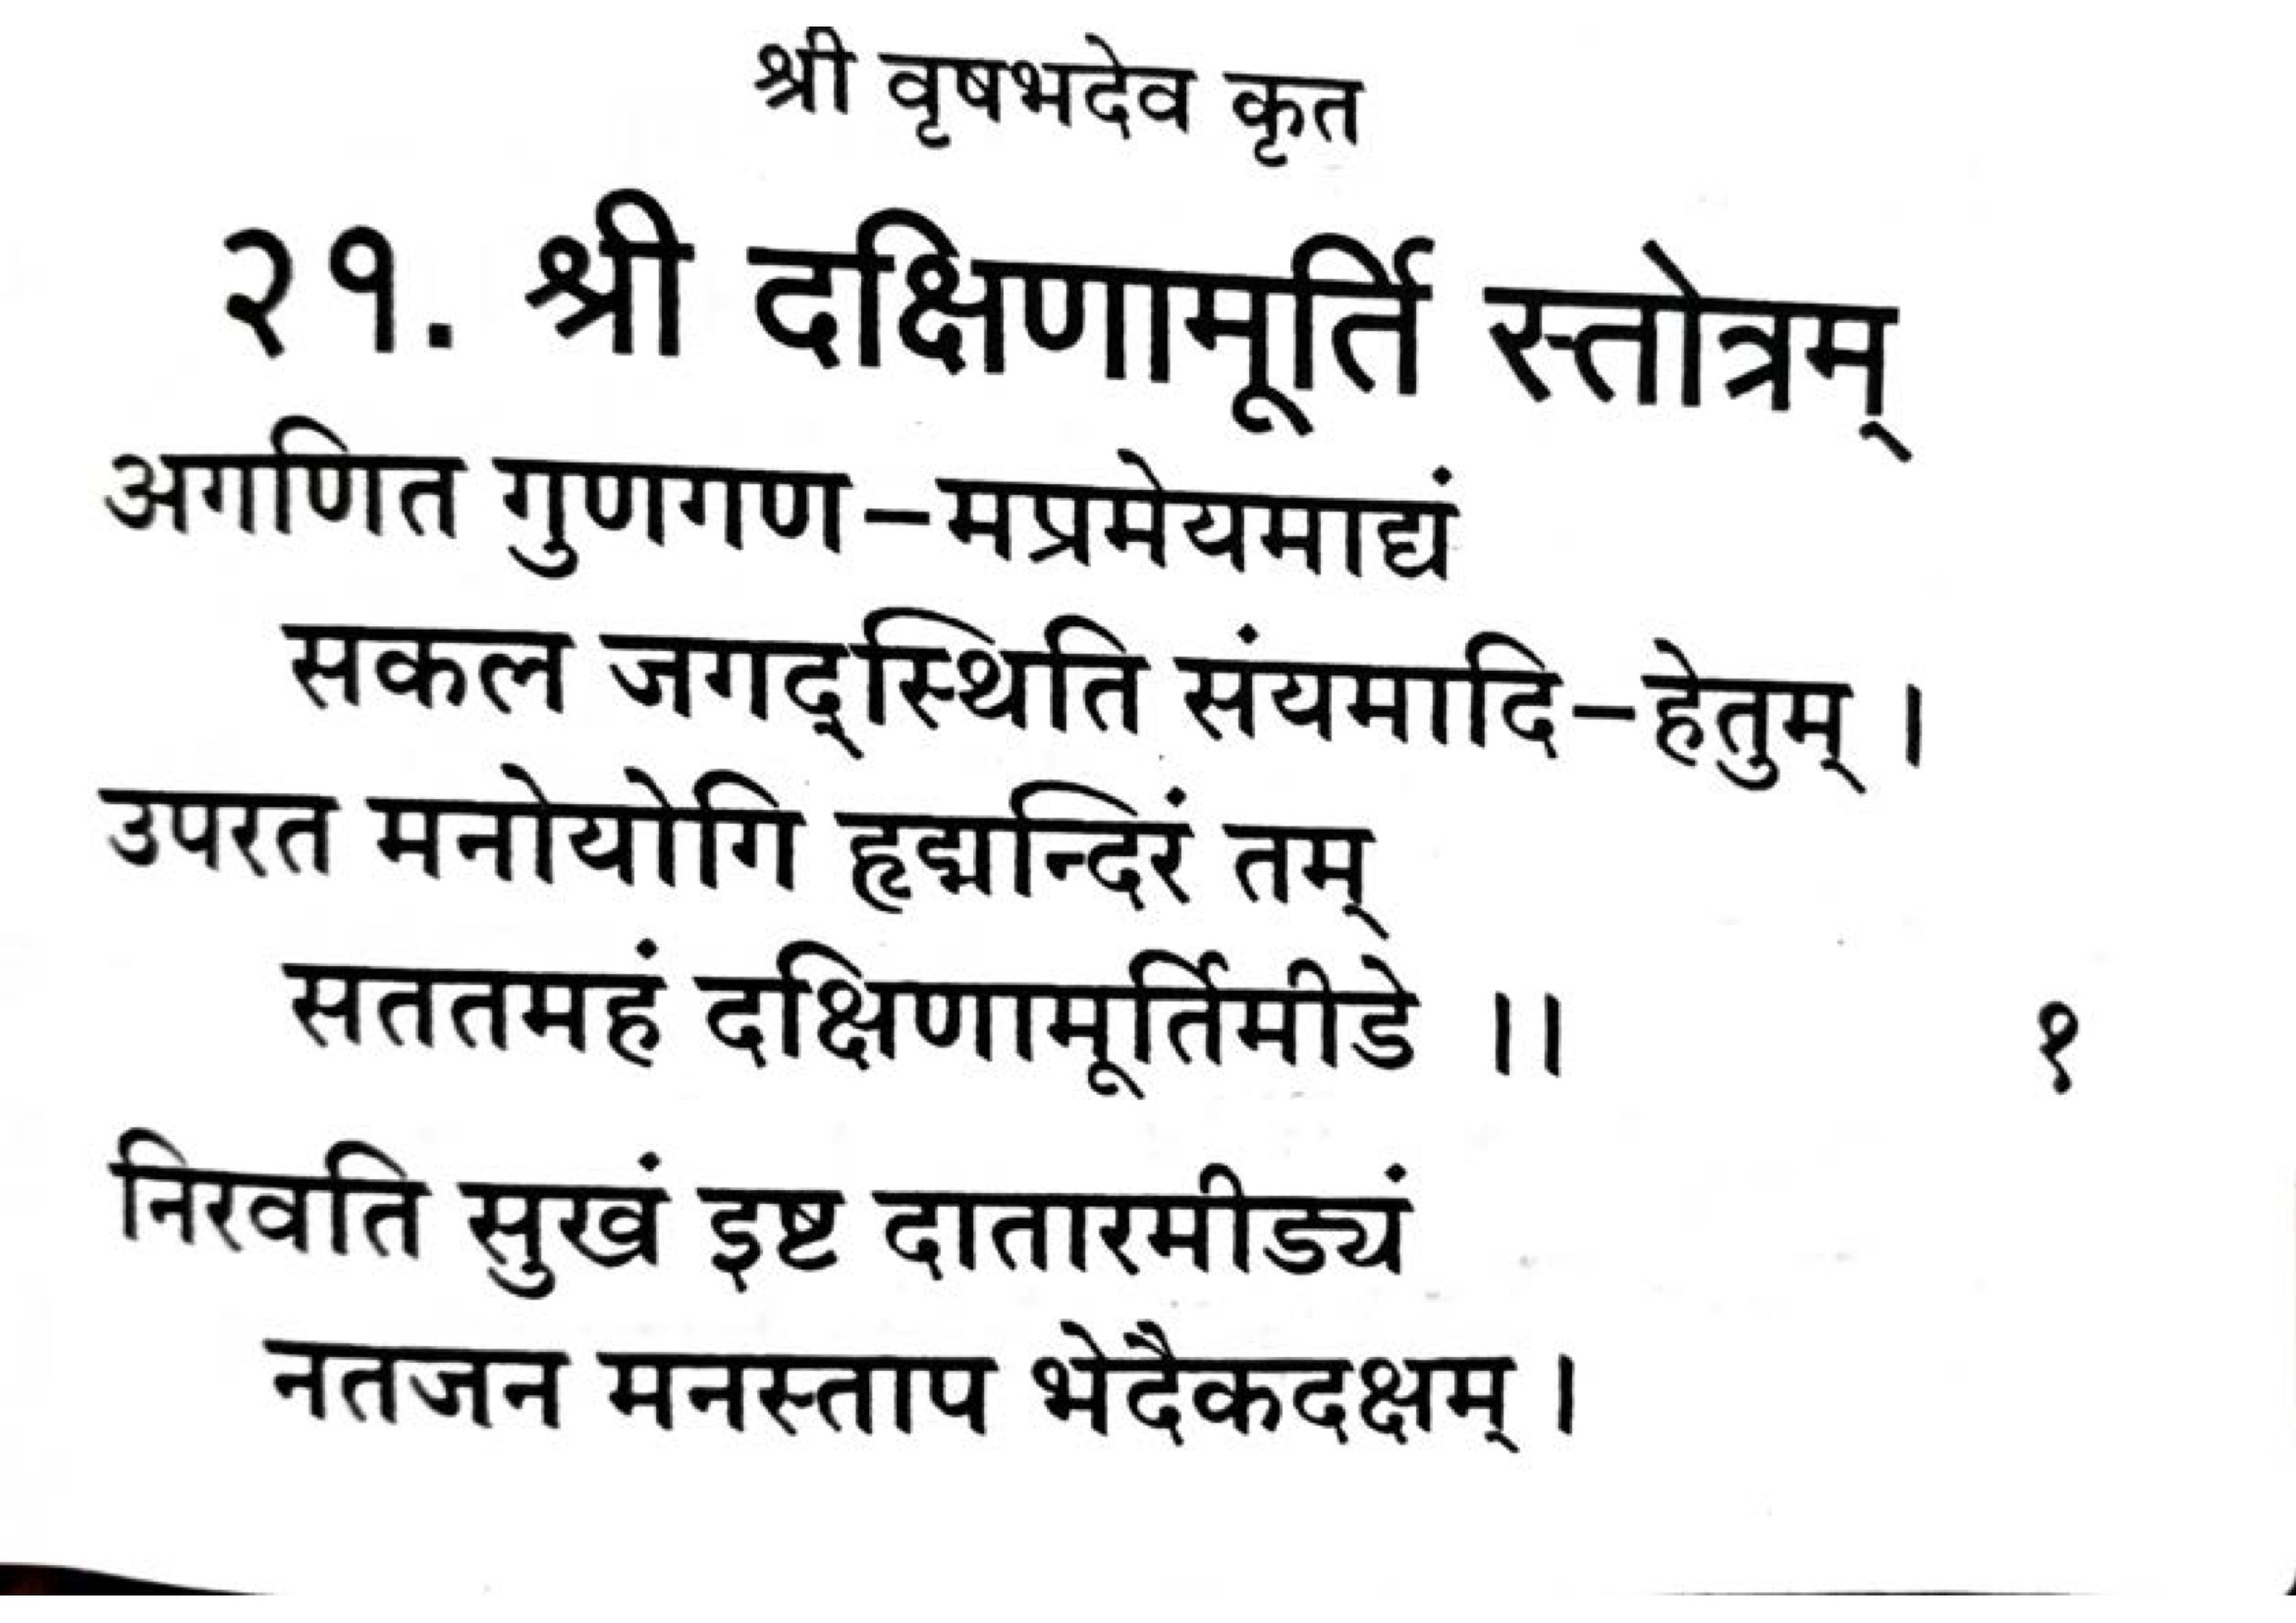 श्री वृषभदेव कृत
२१. श्री दक्षिणामूर्ति स्तोत्रम्
अगणित गुणगण–मप्रमेयमाद्यं
सकल जगद्‌स्थिति संयमादि–हेतुम् ।
उपरत मनोयोगि हृद्मन्दिरं तम्
सततमहं दक्षिणामूर्तिमीडे ।। १
निरवति सुखं इष्ट दातारमीड्यं
नतजन मनस्ताप भेदैकदक्षम् ।